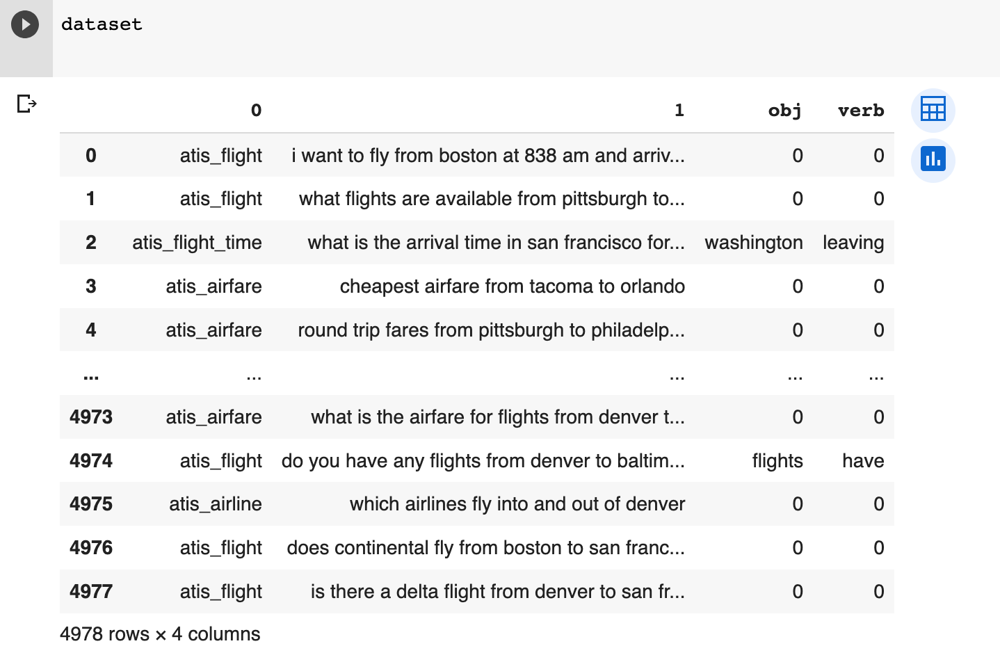 dataset
0 1 obj verb
0 atis_flight i want to fly from boston at 838 am and arriv... 0 0
1 atis_flight what flights are available from pittsburgh to... 0 0
2 atis_flight_time what is the arrival time in san francisco for... washington leaving
3 atis_airfare cheapest airfare from tacoma to orlando 0 0
4 atis_airfare round trip fares from pittsburgh to philadelp... 0 0
... ... ... ... ...
4973 atis_airfare what is the airfare for flights from denver t... 0 0
4974 atis_flight do you have any flights from denver to baltim... flights have
4975 atis_airline which airlines fly into and out of denver 0 0
4976 atis_flight does continental fly from boston to san franc... 0 0
4977 atis_flight is there a delta flight from denver to san fr... 0 0
4978 rows × 4 columns